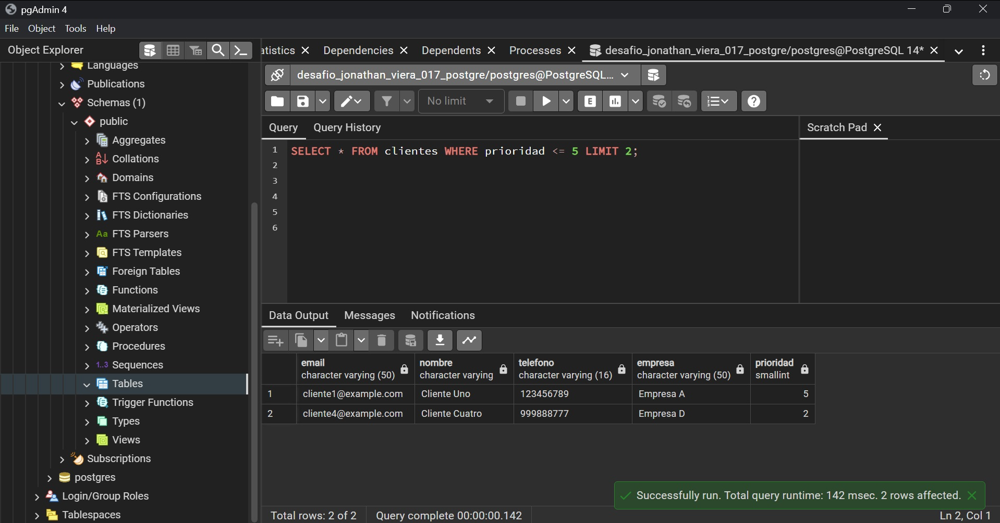 pgAdmin 4
File Object Tools Help
Object Explorer
atistics Dependencies Dependents Processes desafio_jonathan_viera_017_postgre/postgres@PostgreSQL 14*
Languages
Publications
Schemas (1)
public
Aggregates
Collations
Domains
FTS Configurations
FTS Dictionaries
Aa FTS Parsers
FTS Templates
Foreign Tables
Functions
Materialized Views
Operators
Procedures
1..3 Sequences
Tables
Trigger Functions
Types
Views
Subscriptions
postgres
Login/Group Roles
Tablespaces
desafio_jonathan_viera_017_postgre/postgres@PostgreSQL...
No limit
E
Query Query History
Scratch Pad
1 SELECT * FROM clientes WHERE prioridad <= 5 LIMIT 2;
2
3
4
5
6
Data Output Messages Notifications
email nombre telefono empresa prioridad
character varying (50) character varying character varying (16) character varying (50) smallint
1 cliente1@example.com Cliente Uno 123456789 Empresa A 5
2 cliente4@example.com Cliente Cuatro 999888777 Empresa D 2
Successfully run. Total query runtime: 142 msec. 2 rows affected.
Total rows: 2 of 2 Query complete 00:00:00.142 Ln 2, Col 1